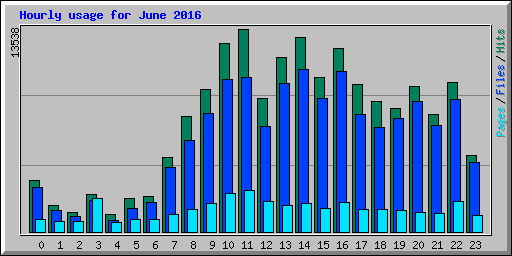 Hourly usage for June 2016
13538
Pages/Files/Hits
0 1 2 3 4 5 6 7 8 9 10 11 12 13 14 15 16 17 18 19 20 21 22 23